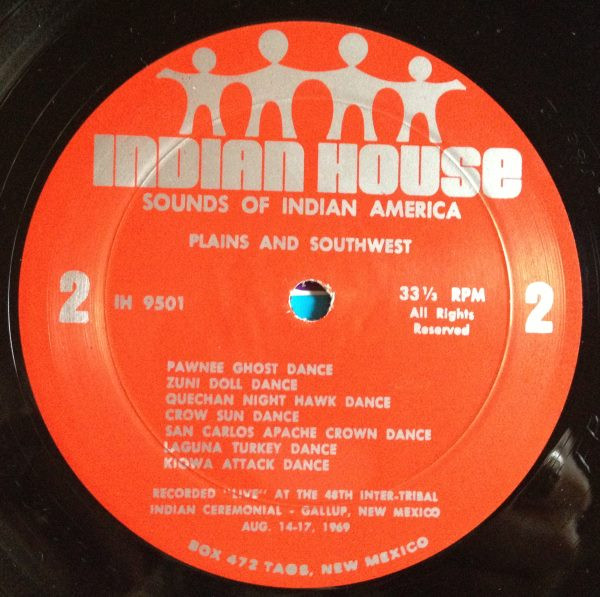 INDIAN HOUSE
SOUNDS OF INDIAN AMERICA
PLAINS AND SOUTHWEST
2
IH 9501
33⅓ RPM
All Rights
Reserved
2
PAWNEE GHOST DANCE
ZUNI DOLL DANCE
QUECHAN NIGHT HAWK DANCE
CROW SUN DANCE
SAN CARLOS APACHE CROWN DANCE
LAGUNA TURKEY DANCE
KIOWA ATTACK DANCE
RECORDED "LIVE" AT THE 48TH INTER-TRIBAL
INDIAN CEREMONIAL - GALLUP, NEW MEXICO
AUG. 14-17, 1969
BOX 472 TAOS, NEW MEXICO